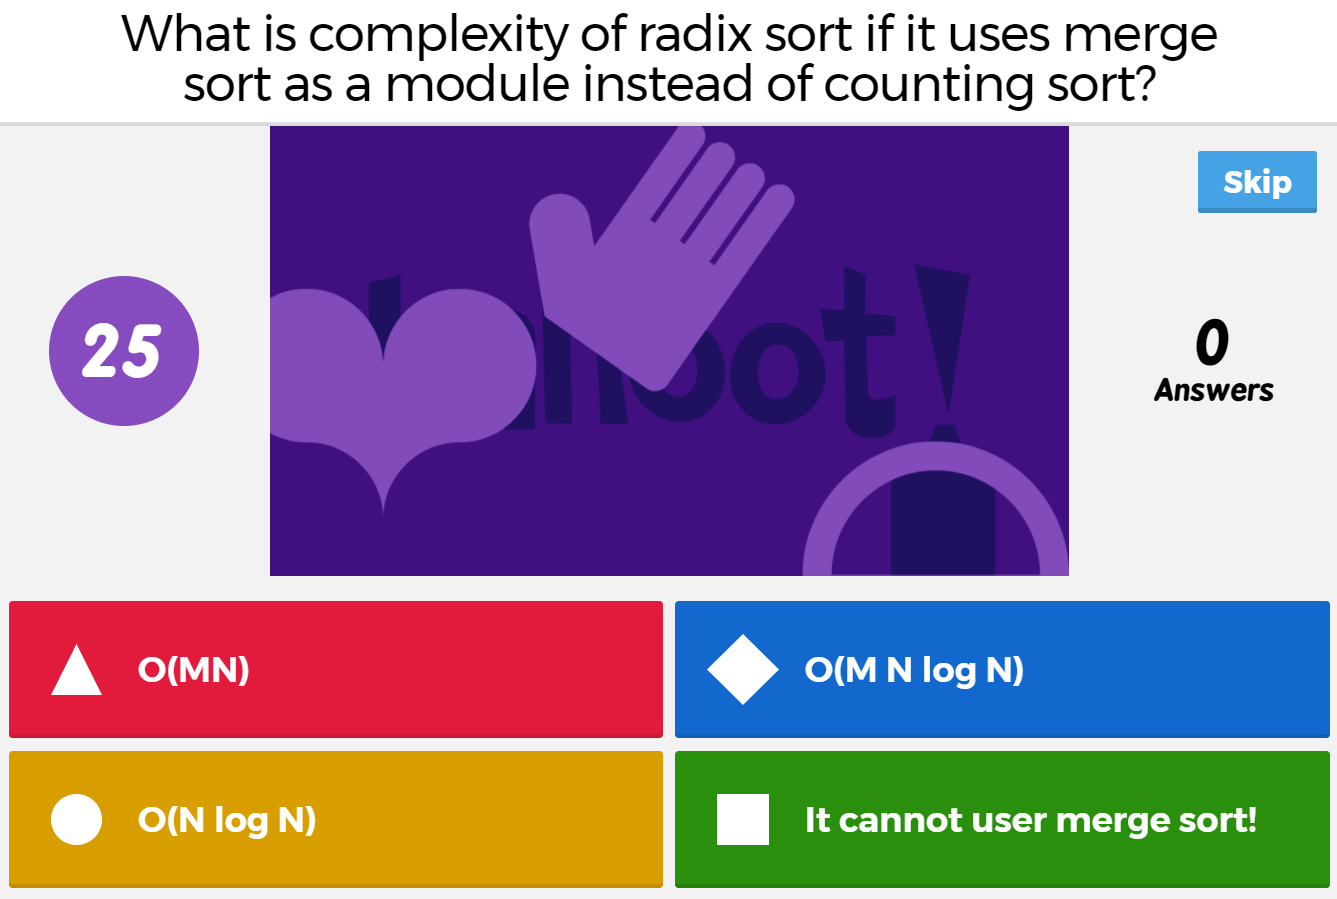 What is complexity of radix sort if it uses merge
sort as a module instead of counting sort?
Skip
25
0
Answers
O(MN)
O(M N log N)
O(N log N)
It cannot user merge sort!